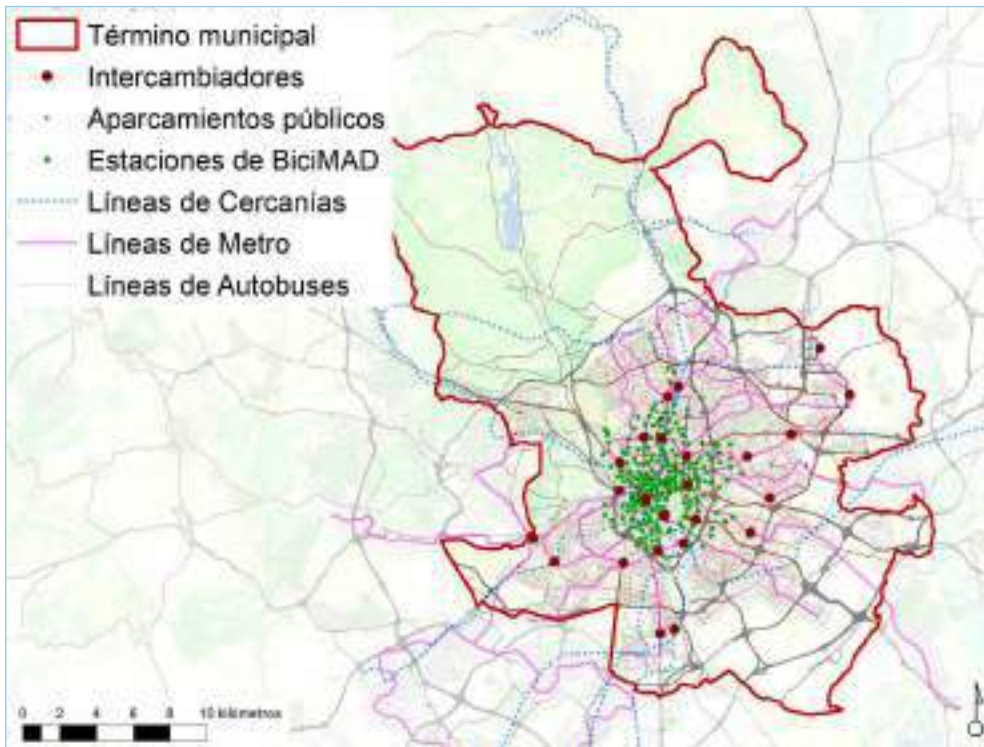 Término municipal
Intercambiadores
Aparcamientos públicos
Estaciones de BiciMAD
Líneas de Cercanías
Líneas de Metro
Líneas de Autobuses
0 2 4 6 8 10 kilómetros